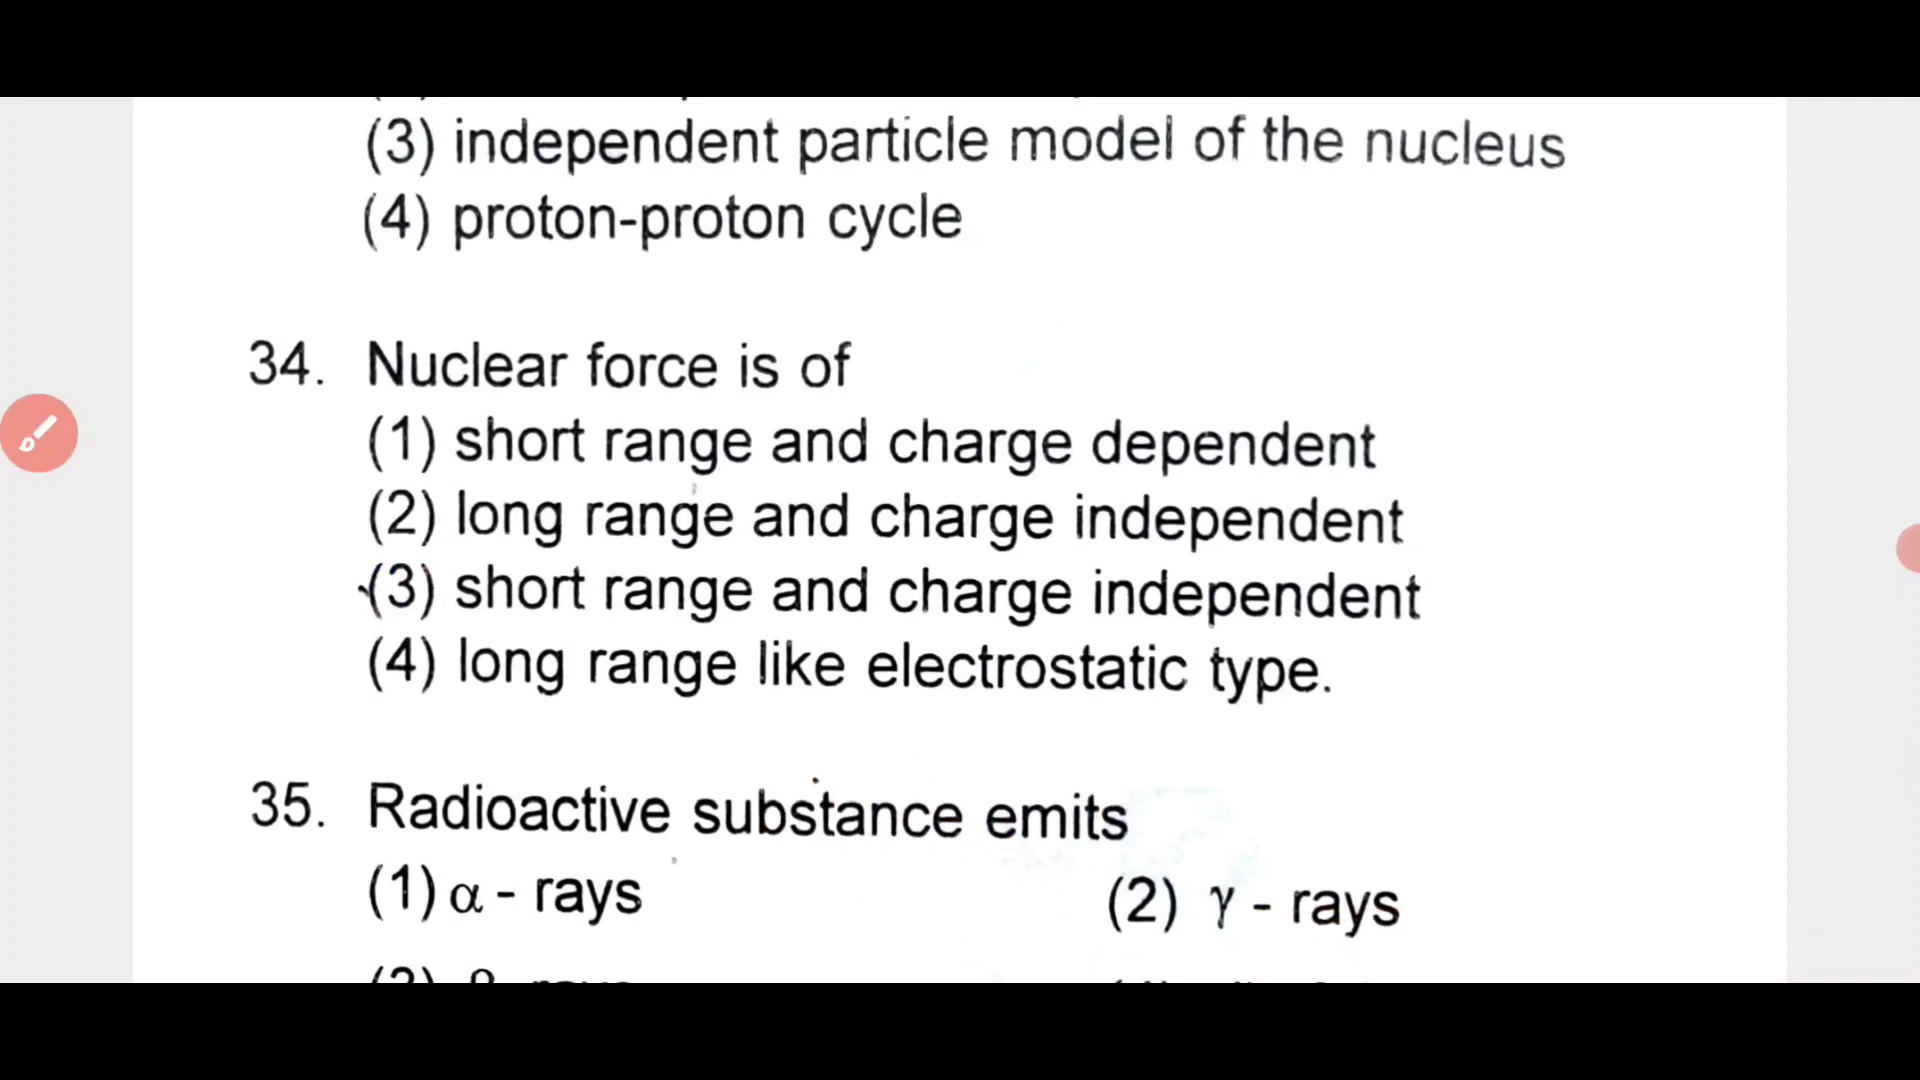 (3) independent particle model of the nucleus
(4) proton-proton cycle
34. Nuclear force is of
(1) short range and charge dependent
(2) long range and charge independent
(3) short range and charge independent
(4) long range like electrostatic type.
35. Radioactive substance emits
(1) α - rays (2) γ - rays